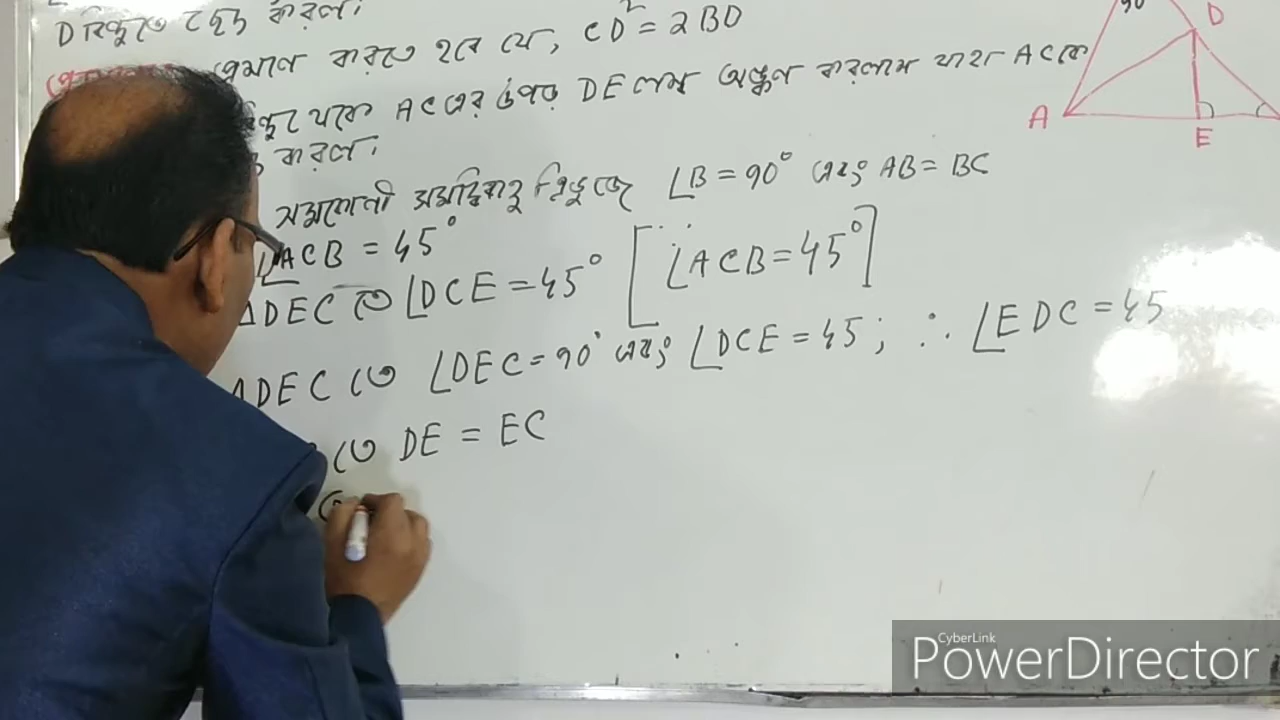 D বিন্দুতে ছেদ করল।
প্রমান করতে হবে যে, CD² = 2BD
থেকে AC এর উপর DE লম্ব অঙ্কন করলাম যাহা AC কে
করল।
সমকোণী সমদ্বিবাহু ত্রিভুজে ∠B = 90° এবং AB = BC
∠ACB = 45°
ΔDEC তে ∠DCE = 45° [∵ ∠ACB = 45°]
ΔDEC তে ∠DEC = 90° এবং ∠DCE = 45; ∴ ∠EDC = 45
তে DE = EC
90
D
A
E
CyberLink
PowerDirector